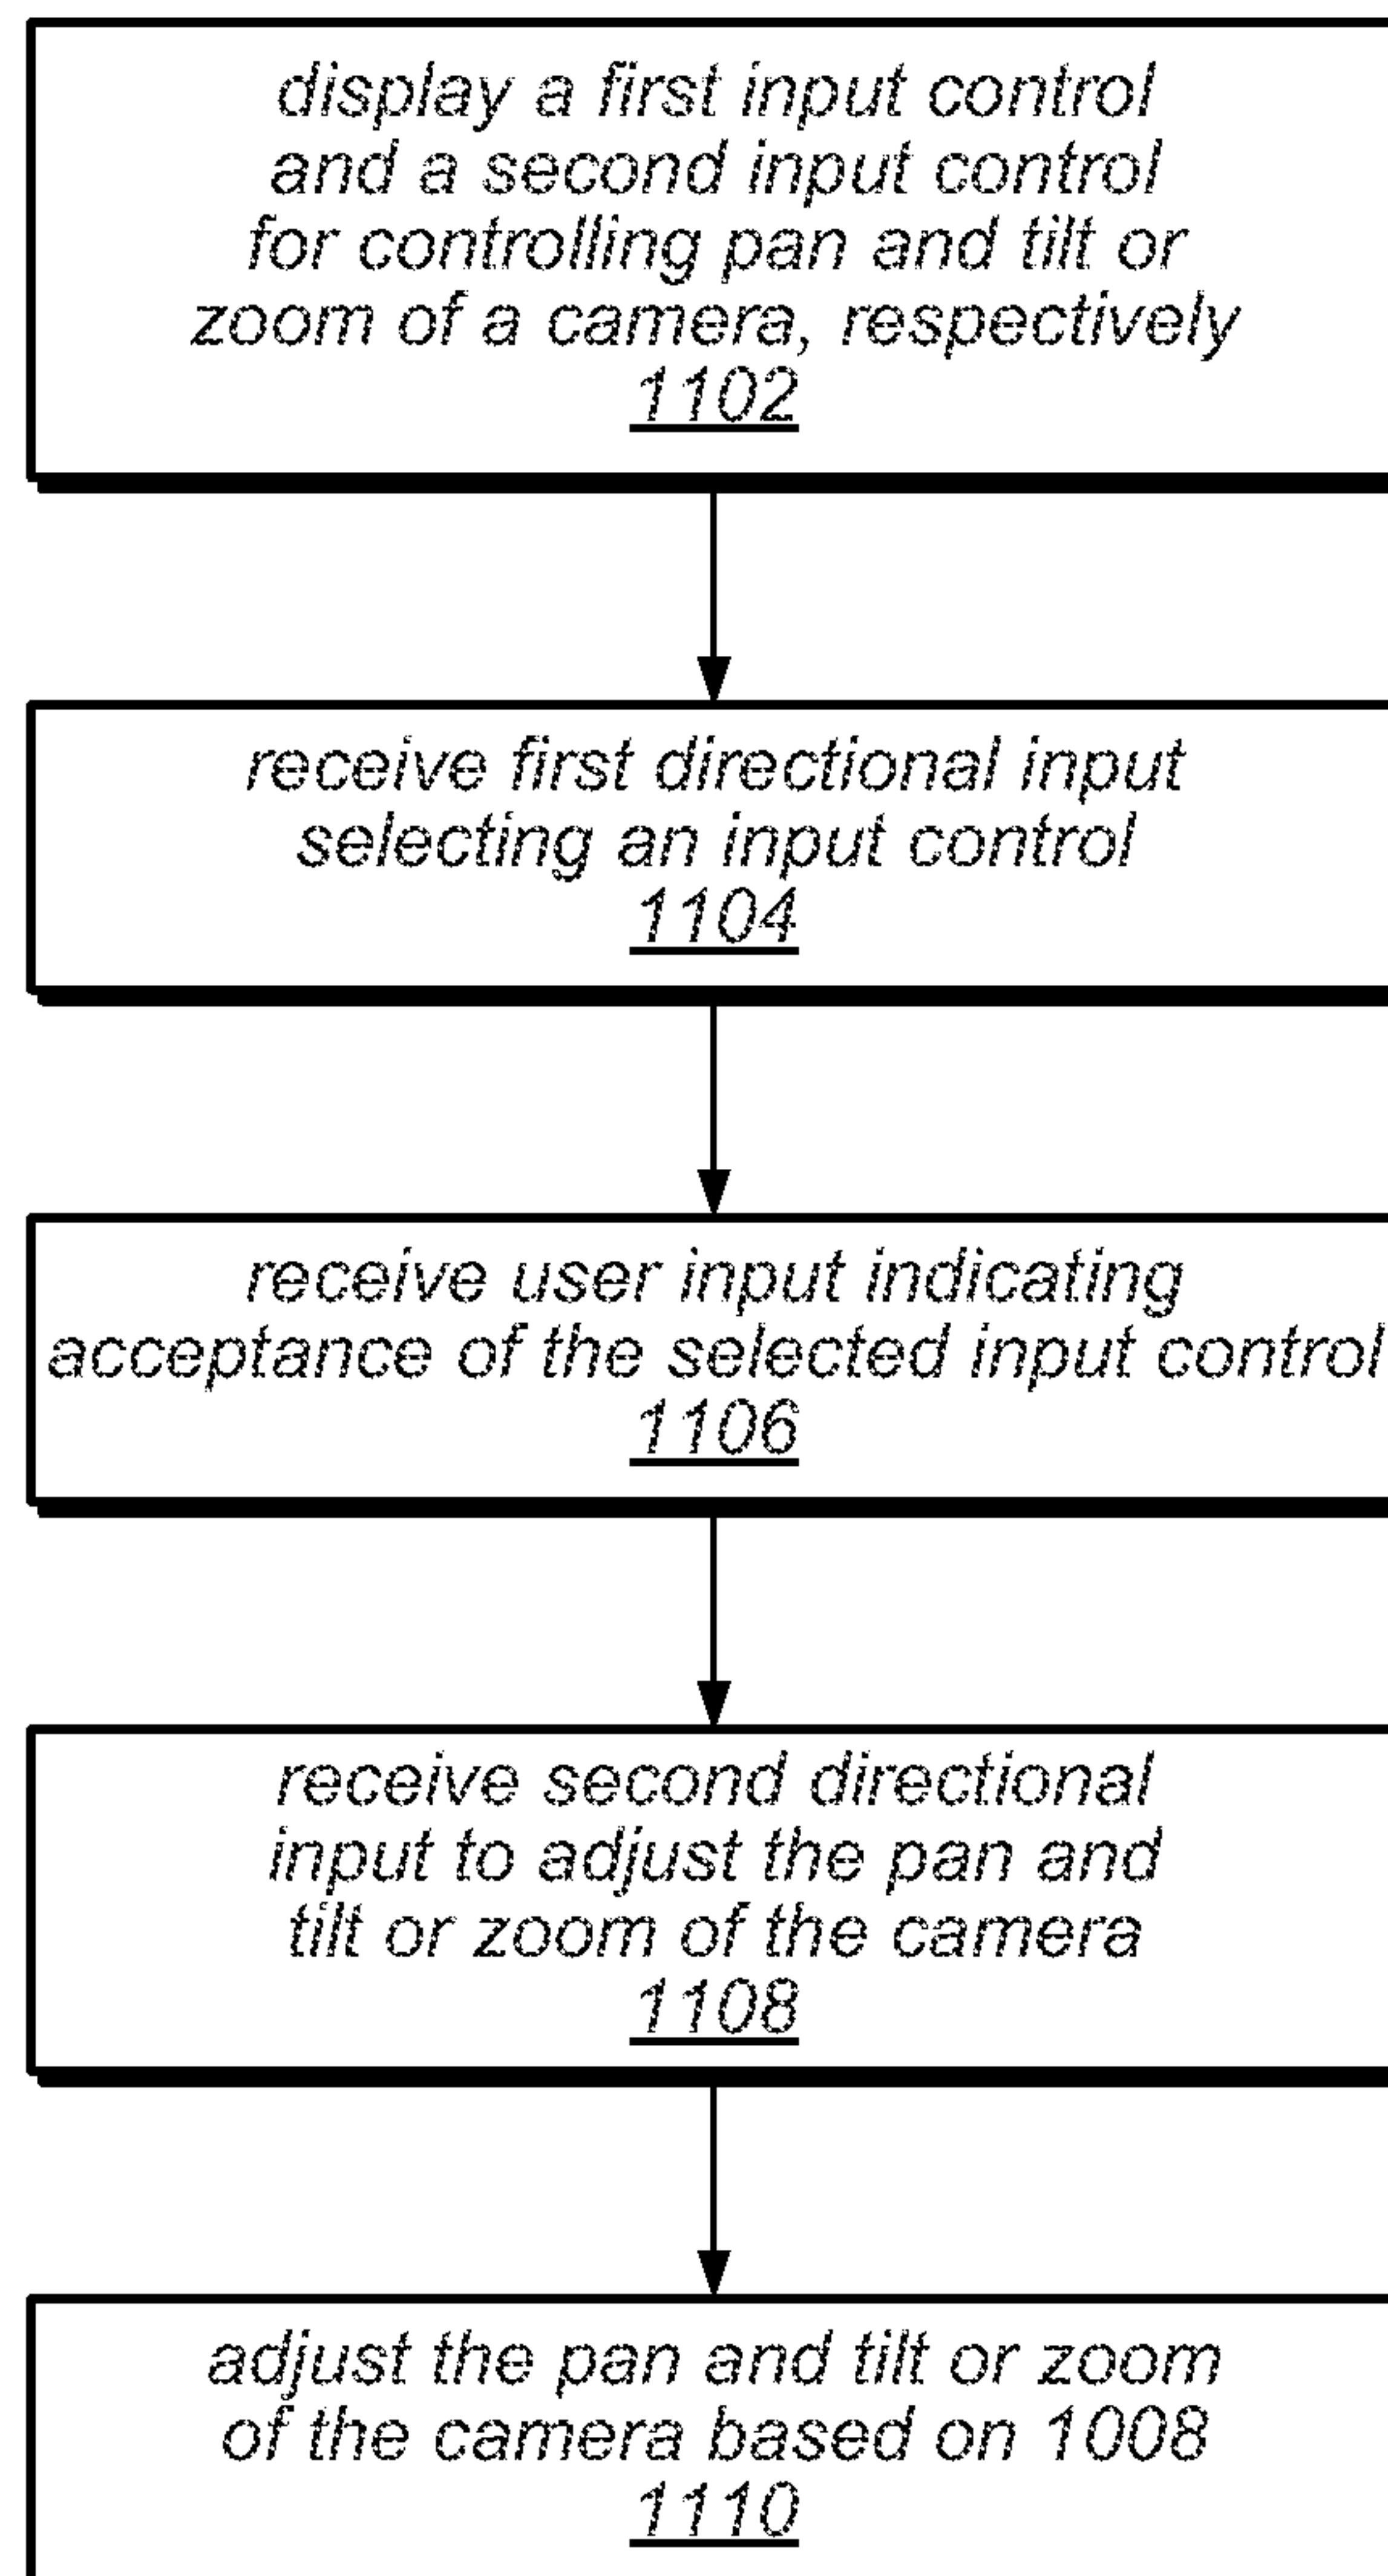 display a first input control
and a second input control
for controlling pan and tilt or
zoom of a camera, respectively
1102
receive first directional input
selecting an input control
1104
receive user input indicating
acceptance of the selected input control
1106
receive second directional
input to adjust the pan and
tilt or zoom of the camera
1108
adjust the pan and tilt or zoom
of the camera based on 1008
1110